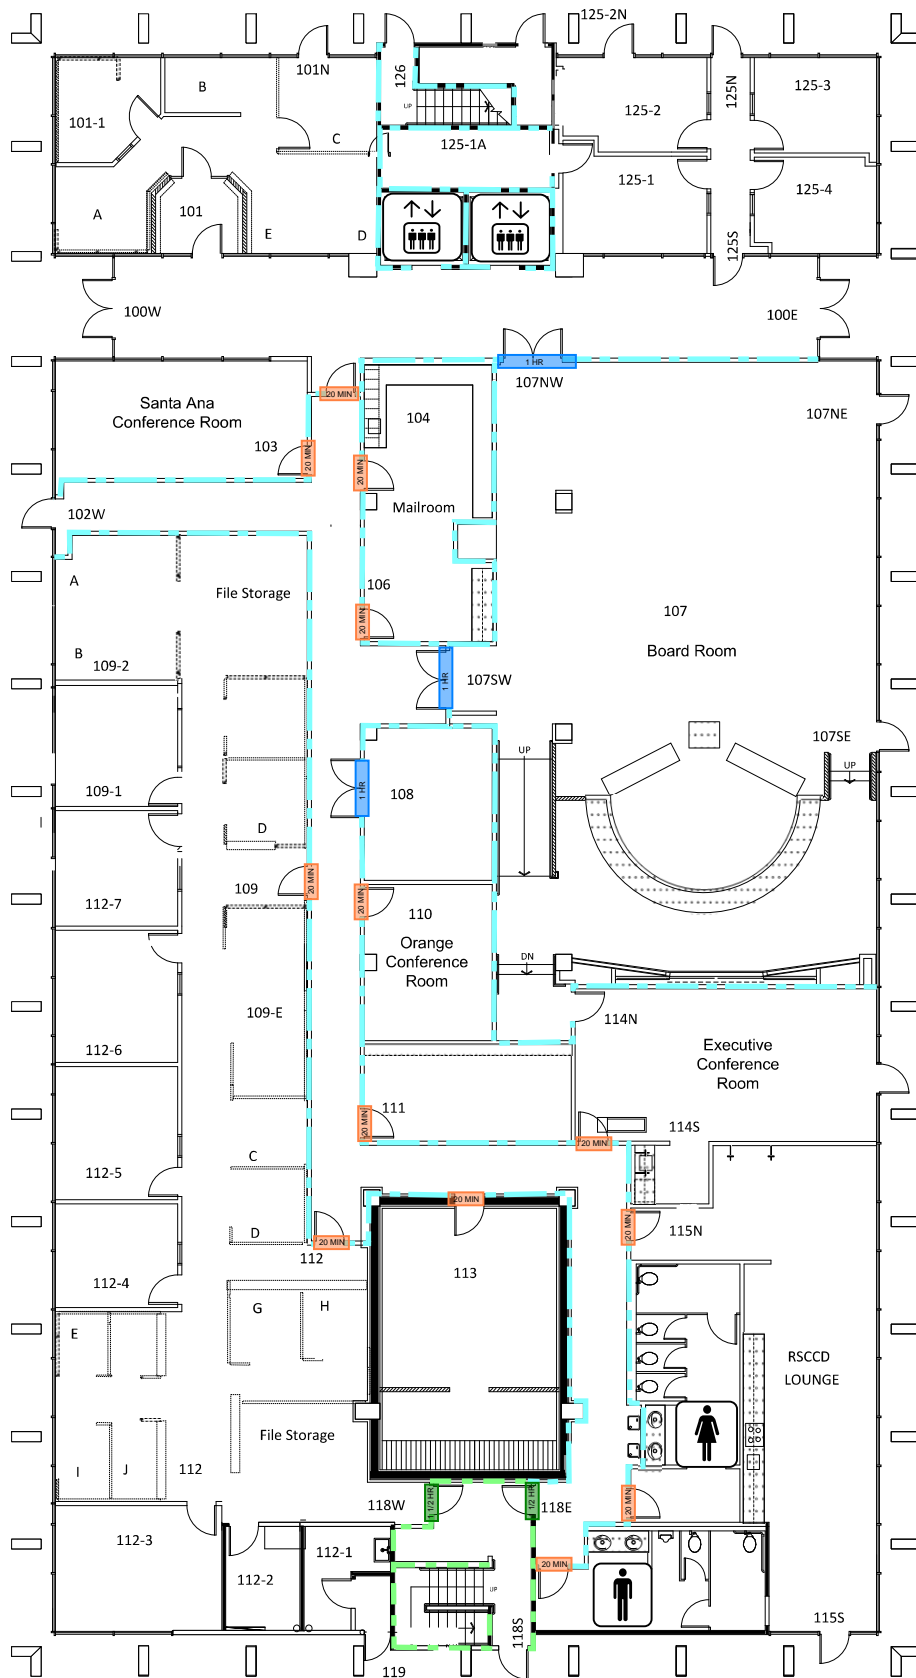 125-2N
101N
126
125N
B
125-3
101-1
UP
125-2
C
125-1A
125-1
125-4
A
101
E
D
125S
100W
100E
1 HR
107NW
20 MIN
Santa Ana
Conference Room
104
107NE
103
20 MIN
20 MIN
102W
Mailroom
A
File Storage
106
20 MIN
107
B
109-2
Board Room
1 HR
107SW
107SE
UP
UP
1 HR
109-1
108
D
109
20 MIN
20 MIN
112-7
110
Orange
Conference
Room
DN
109-E
114N
112-6
Executive
Conference
Room
111
20 MIN
114S
20 MIN
C
112-5
20 MIN
20 MIN
115N
D
20 MIN
112
113
112-4
G
H
E
RSCCD
LOUNGE
File Storage
I
J
112
118W
1 1/2 HR
1 1/2 HR
118E
20 MIN
112-3
112-1
20 MIN
112-2
UP
118S
115S
119